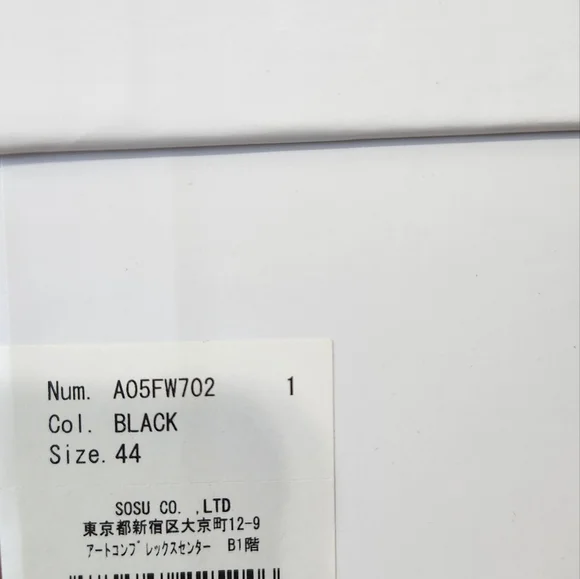 Num. A05FW702 1
Col. BLACK
Size. 44
SOSU CO. ,LTD
東京都新宿区大京町12-9
ｱｰﾄｺﾝﾌﾟﾚｯｸｽｾﾝﾀｰ B1階